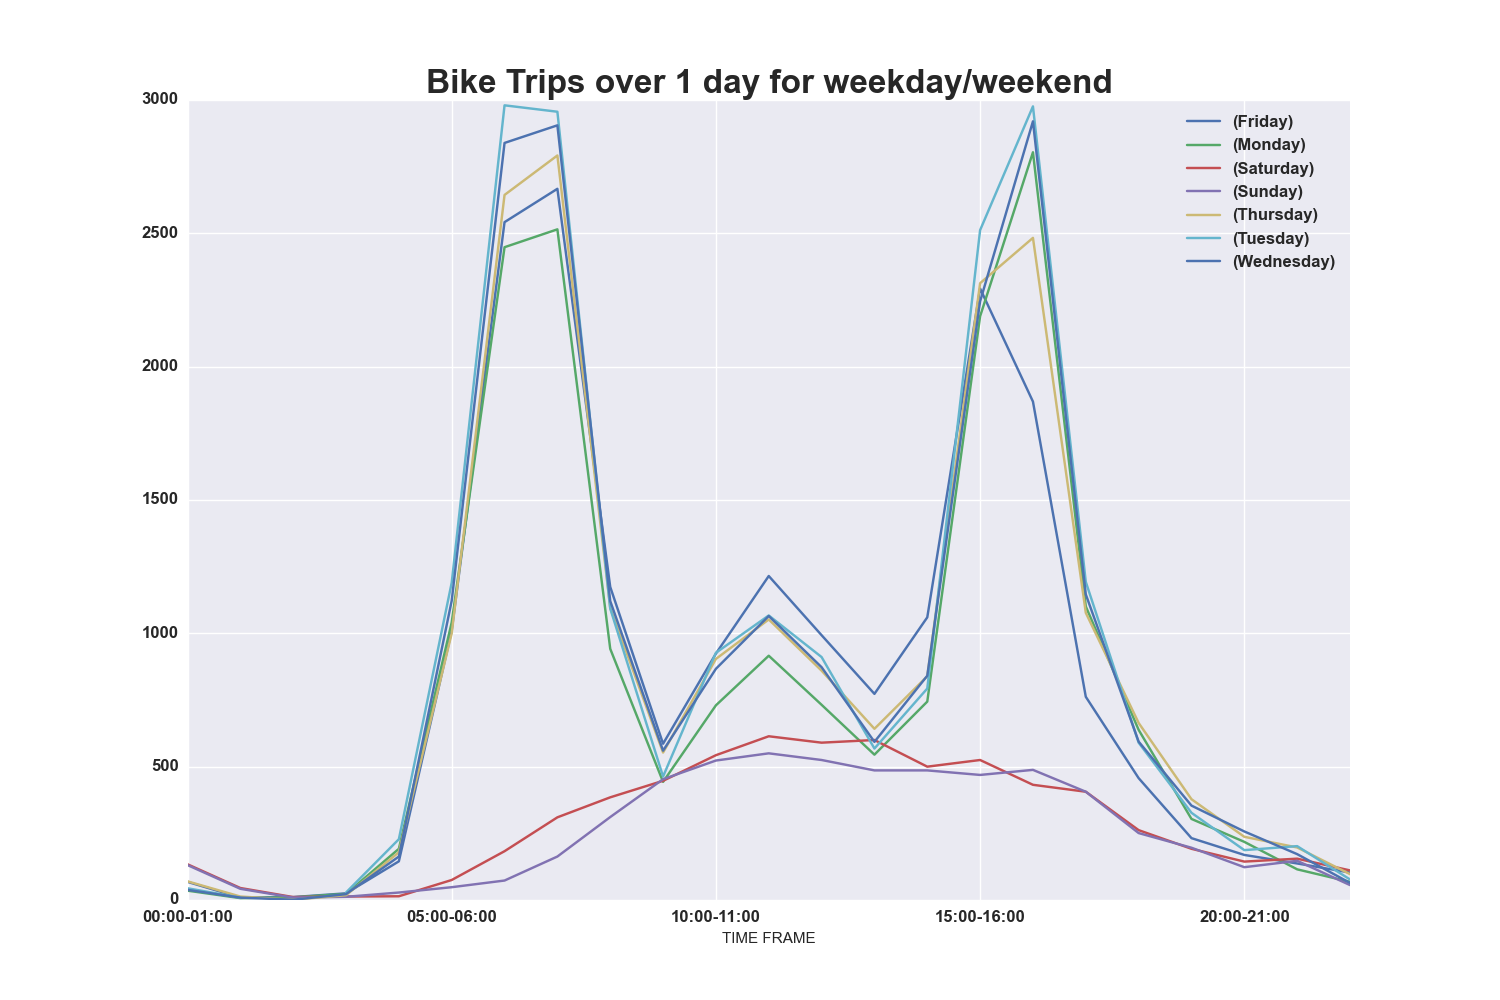 Bike Trips over 1 day for weekday/weekend
3000
2500
2000
1500
1000
500
0
(Friday)
(Monday)
(Saturday)
(Sunday)
(Thursday)
(Tuesday)
(Wednesday)
00:00-01:00 05:00-06:00 10:00-11:00 15:00-16:00 20:00-21:00
TIME FRAME